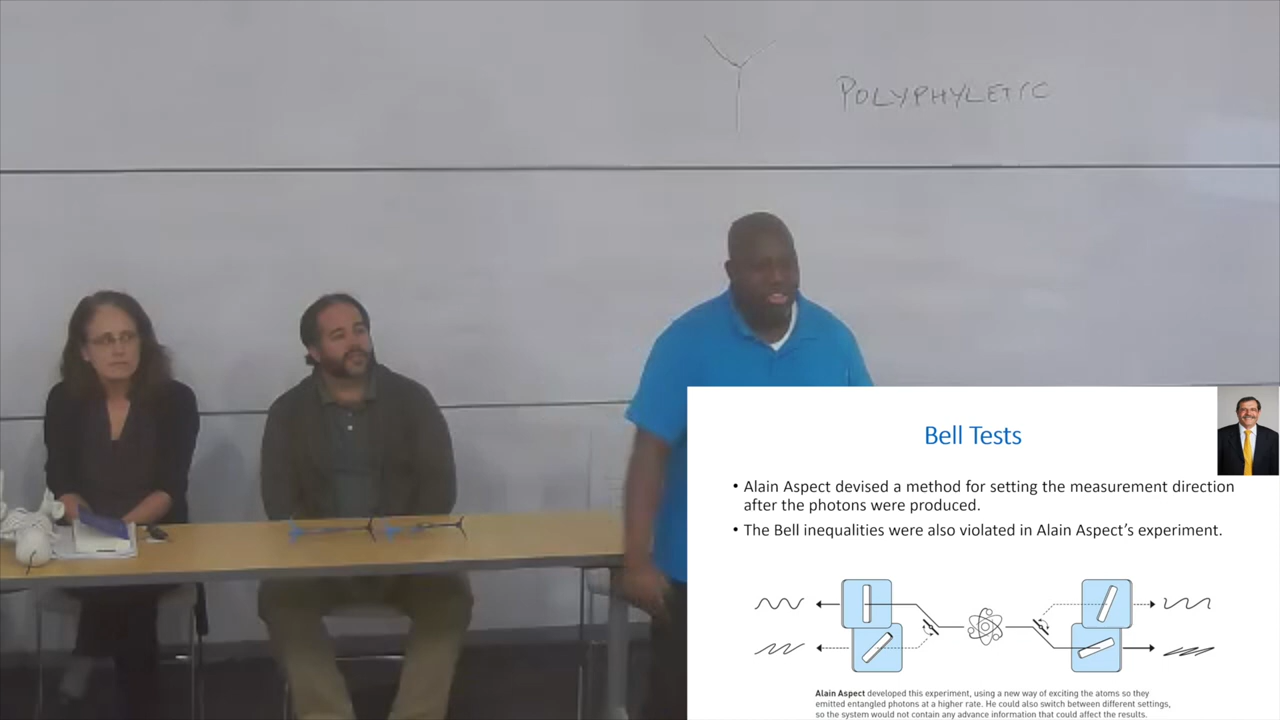 POLYPHYLETIC
Bell Tests
• Alain Aspect devised a method for setting the measurement direction
after the photons were produced.
• The Bell inequalities were also violated in Alain Aspect's experiment.
Alain Aspect developed this experiment, using a new way of exciting the atoms so they
emitted entangled photons at a higher rate. He could also switch between different settings,
so the system would not contain any advance information that could affect the results.